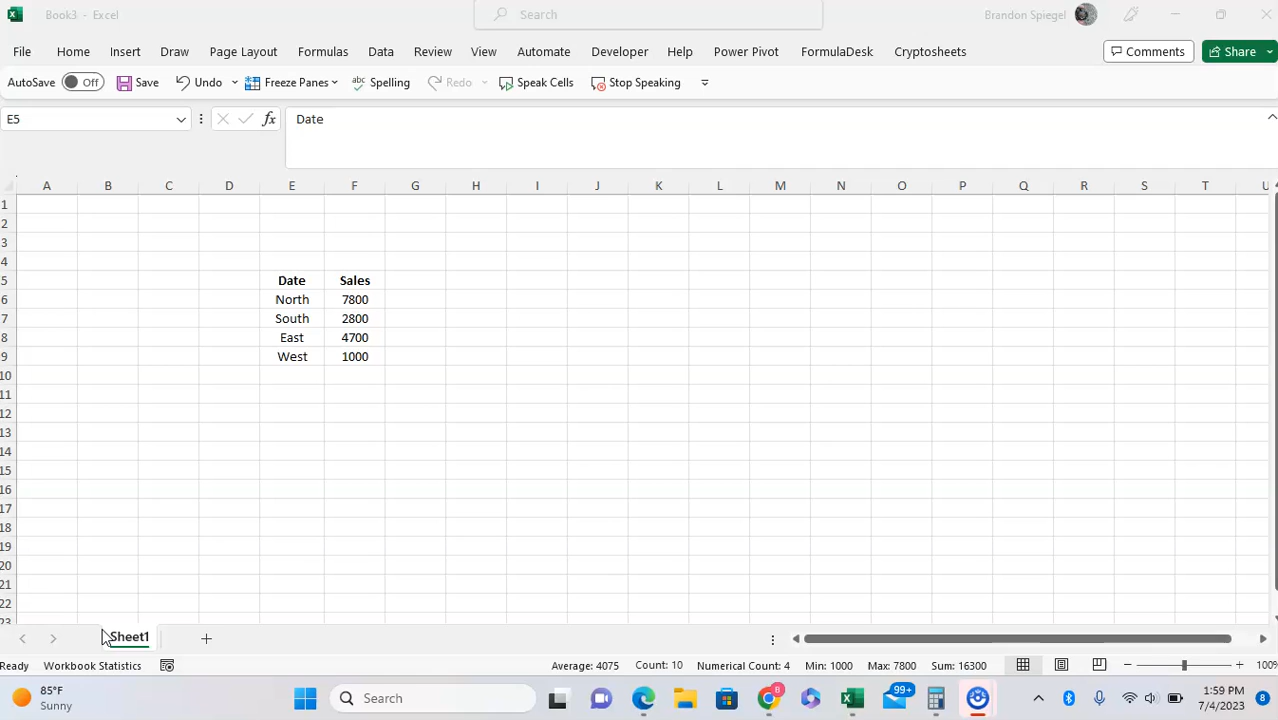 Book3 - Excel
Search
Brandon Spiegel
File Home Insert Draw Page Layout Formulas Data Review View Automate Developer Help Power Pivot FormulaDesk Cryptosheets Comments Share
AutoSave Off Save Undo Freeze Panes abc Spelling Redo Speak Cells Stop Speaking
E5 fx Date
A B C D E F G H I J K L M N O P Q R S T U
1
2
3
4
5 Date Sales
6 North 7800
7 South 2800
8 East 4700
9 West 1000
10
11
12
13
14
15
16
17
18
19
20
21
22
23
Sheet1
Ready Workbook Statistics Average: 4075 Count: 10 Numerical Count: 4 Min: 1000 Max: 7800 Sum: 16300 100%
85°F
Sunny
Search
8
99+
1:59 PM
7/4/2023
8